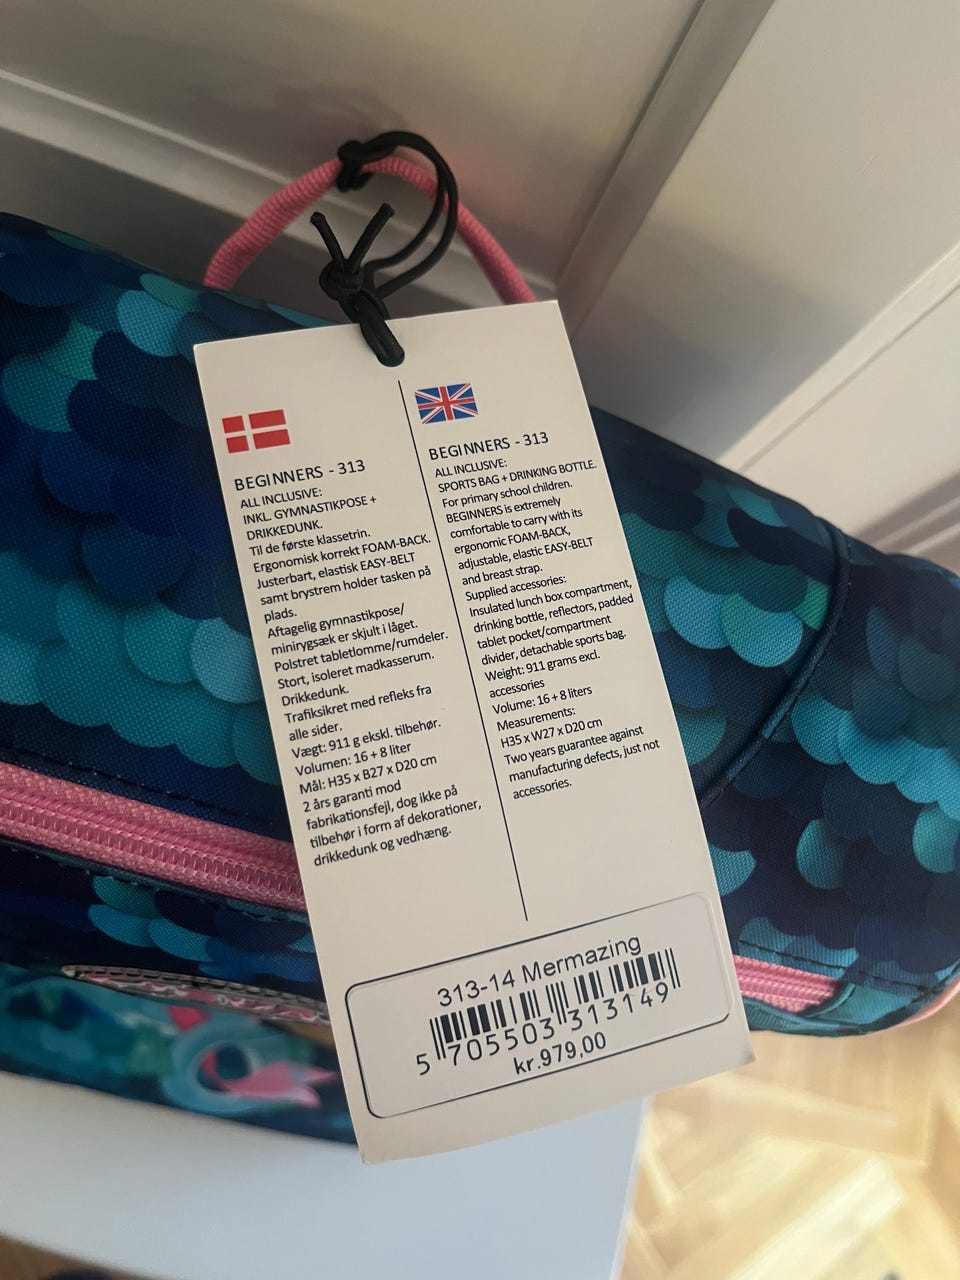 BEGINNERS - 313
ALL INCLUSIVE:
INKL. GYMNASTIKPOSE +
DRIKKEDUNK.
Til de første klassetrin.
Ergonomisk korrekt FOAM-BACK.
Justerbart, elastisk EASY-BELT
samt brystrem holder tasken på
plads.
Aftagelig gymnastikpose/
minirygsæk er skjult i låget.
Polstret tabletlomme/rumdeler.
Stort, isoleret madkasserum.
Drikkedunk.
Trafiksikret med refleks fra
alle sider.
Vægt: 911 g ekskl. tilbehør.
Volumen: 16 + 8 liter
Mål: H35 x B27 x D20 cm
2 års garanti mod
fabrikationsfejl, dog ikke på
tilbehør i form af dekorationer,
drikkedunk og vedhæng.
BEGINNERS - 313
ALL INCLUSIVE:
SPORTS BAG + DRINKING BOTTLE.
For primary school children.
BEGINNERS is extremely
comfortable to carry with its
ergonomic FOAM-BACK,
adjustable, elastic EASY-BELT
and breast strap.
Supplied accessories:
Insulated lunch box compartment,
drinking bottle, reflectors, padded
tablet pocket/compartment
divider, detachable sports bag.
Weight: 911 grams excl.
accessories
Volume: 16 + 8 liters
Measurements:
H35 x W27 x D20 cm
Two years guarantee against
manufacturing defects, just not
accessories.
313-14 Mermazing
5 705503 313149
kr.979,00